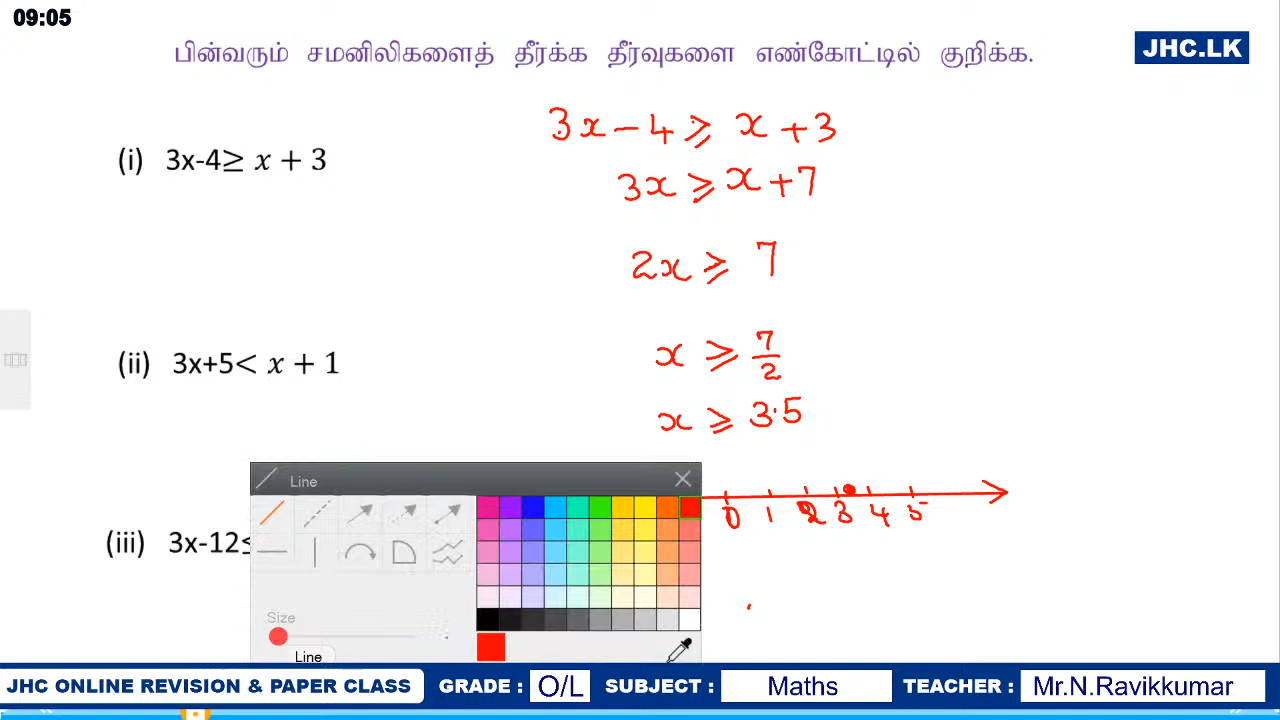 09:05
பின்வரும் சமனிலிகளைத் தீர்க்க தீர்வுகளை எண்கோட்டில் குறிக்க.
JHC.LK
3x - 4 ⩾ x + 3
(i) 3x-4≥ x + 3
3x ⩾ x + 7
2x ⩾ 7
x ⩾ 7/2
(ii) 3x+5< x + 1
x ⩾ 3.5
Line
0 1 2 3 4 5
(iii) 3x-12≤
Size
Line
JHC ONLINE REVISION & PAPER CLASS GRADE : O/L SUBJECT : Maths TEACHER : Mr.N.Ravikkumar